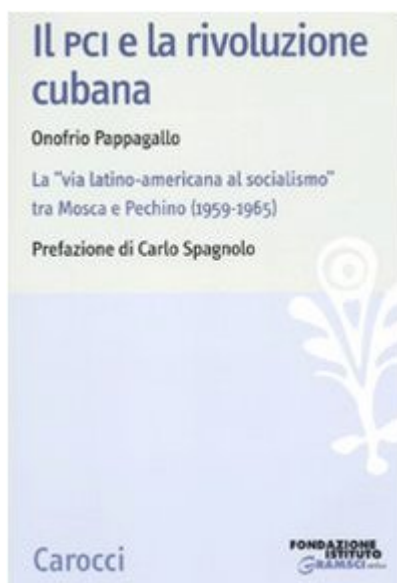 Il PCI e la rivoluzione
cubana
Onofrio Pappagallo
La "via latino-americana al socialismo"
tra Mosca e Pechino (1959-1965)
Prefazione di Carlo Spagnolo
Carocci
FONDAZIONE
ISTITUTO
GRAMSCI